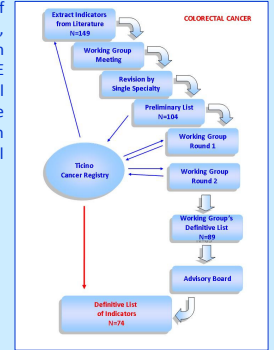 COLORECTAL CANCER
Extract Indicators
from Literature
N=149
Working Group
Meeting
Revision by
Single Specialty
Preliminary List
N=104
Working Group
Round 1
Ticino
Cancer Registry
Working Group
Round 2
Working Group's
Definitive List
N=89
Advisory Board
Definitive List
of Indicators
N=74